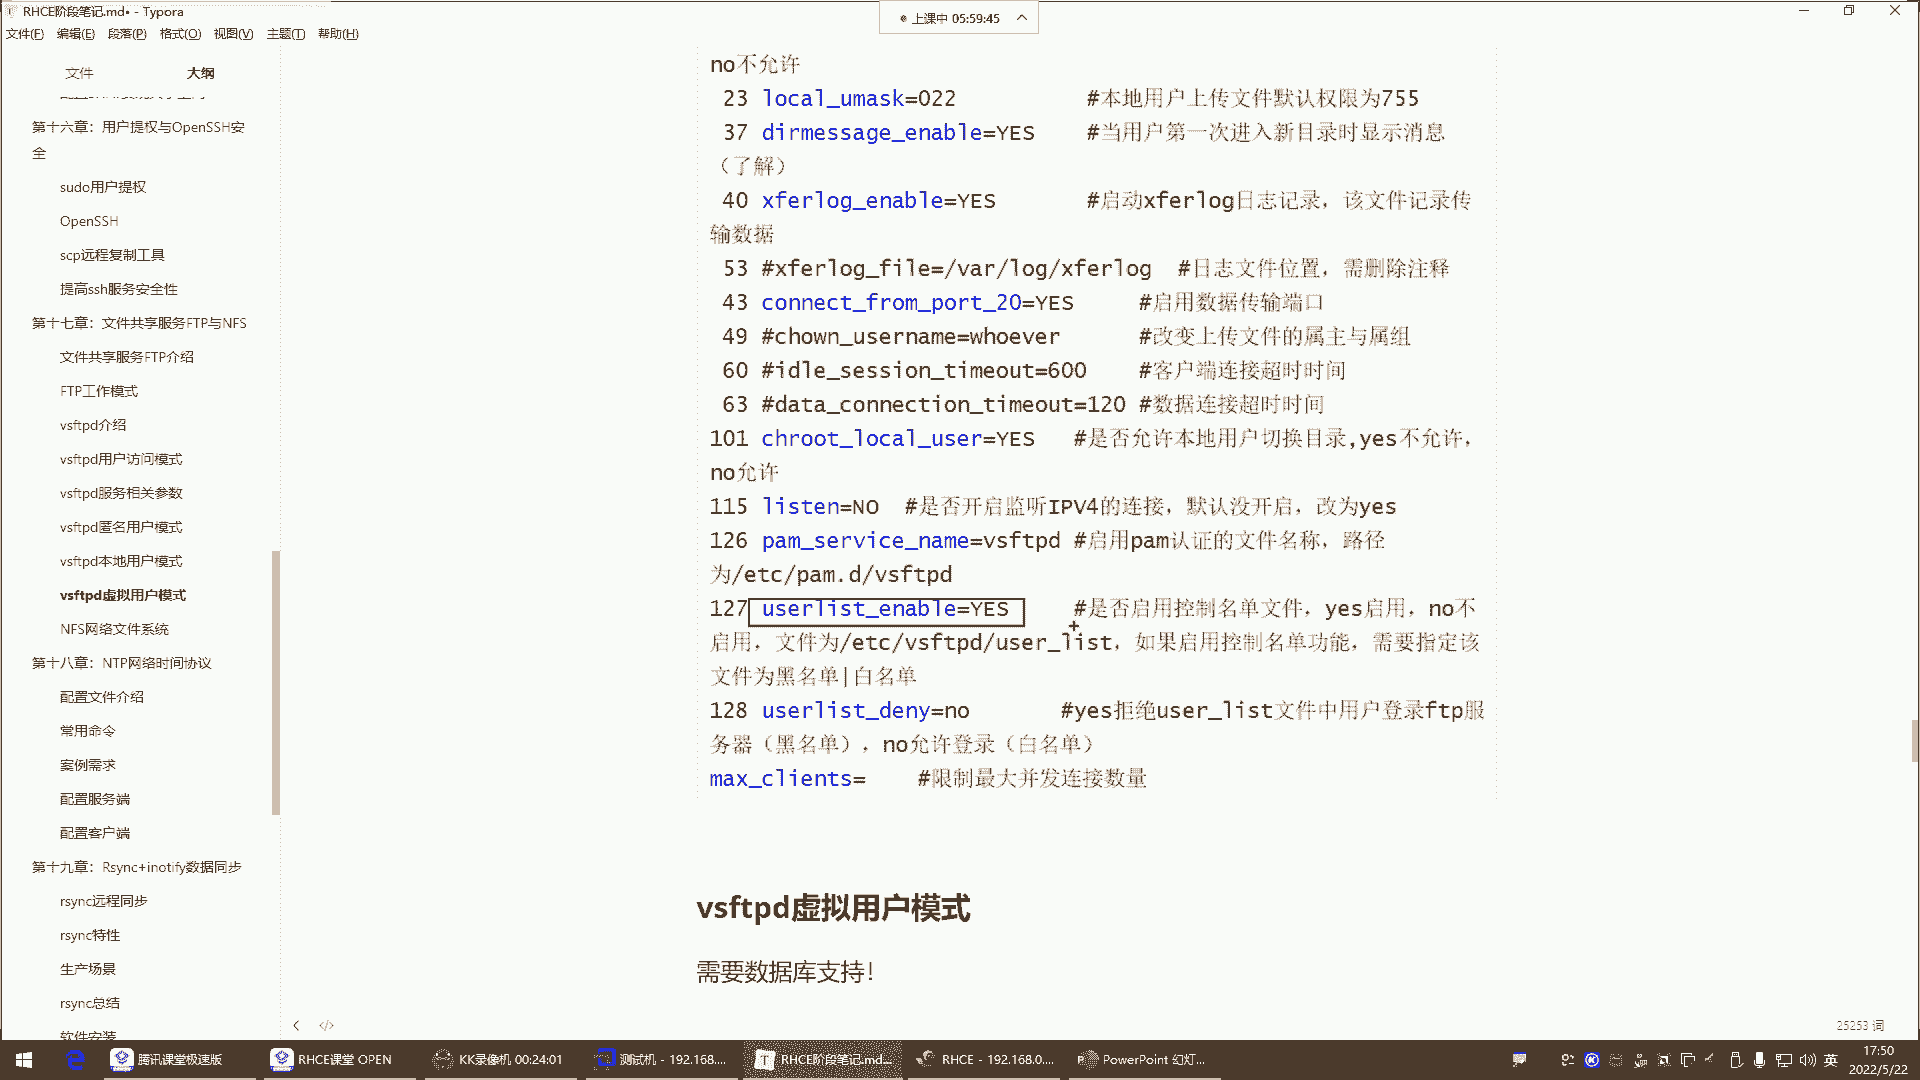 RHCE阶段笔记.md• - Typora
上课中 05:59:45
文件(F) 编辑(E) 段落(P) 格式(O) 视图(V) 主题(T) 帮助(H)
文件 大纲
第十六章：用户提权与OpenSSH安
全
sudo用户提权
OpenSSH
scp远程复制工具
提高ssh服务安全性
第十七章：文件共享服务FTP与NFS
文件共享服务FTP介绍
FTP工作模式
vsftpd介绍
vsftpd用户访问模式
vsftpd服务相关参数
vsftpd匿名用户模式
vsftpd本地用户模式
vsftpd虚拟用户模式
NFS网络文件系统
第十八章：NTP网络时间协议
配置文件介绍
常用命令
案例需求
配置服务端
配置客户端
第十九章：Rsync+inotify数据同步
rsync远程同步
rsync特性
生产场景
rsync总结
软件安装
no不允许
23 local_umask=022 #本地用户上传文件默认权限为755
37 dirmessage_enable=YES #当用户第一次进入新目录时显示消息
（了解）
40 xferlog_enable=YES #启动xferlog日志记录，该文件记录传
输数据
53 #xferlog_file=/var/log/xferlog #日志文件位置，需删除注释
43 connect_from_port_20=YES #启用数据传输端口
49 #chown_username=whoever #改变上传文件的属主与属组
60 #idle_session_timeout=600 #客户端连接超时时间
63 #data_connection_timeout=120 #数据连接超时时间
101 chroot_local_user=YES #是否允许本地用户切换目录,yes不允许，
no允许
115 listen=NO #是否开启监听IPV4的连接，默认没开启，改为yes
126 pam_service_name=vsftpd #启用pam认证的文件名称，路径
为/etc/pam.d/vsftpd
127 userlist_enable=YES #是否启用控制名单文件，yes启用，no不
启用，文件为/etc/vsftpd/user_list，如果启用控制名单功能，需要指定该
文件为黑名单|白名单
128 userlist_deny=no #yes拒绝user_list文件中用户登录ftp服
务器（黑名单），no允许登录（白名单）
max_clients= #限制最大并发连接数量
vsftpd虚拟用户模式
需要数据库支持！
25253 词
腾讯课堂极速版 RHCE课堂 OPEN KK录像机 00:24:01 测试机 - 192.168.... RHCE阶段笔记.md... RHCE - 192.168.0.... PowerPoint 幻灯... 英 17:50
2022/5/22